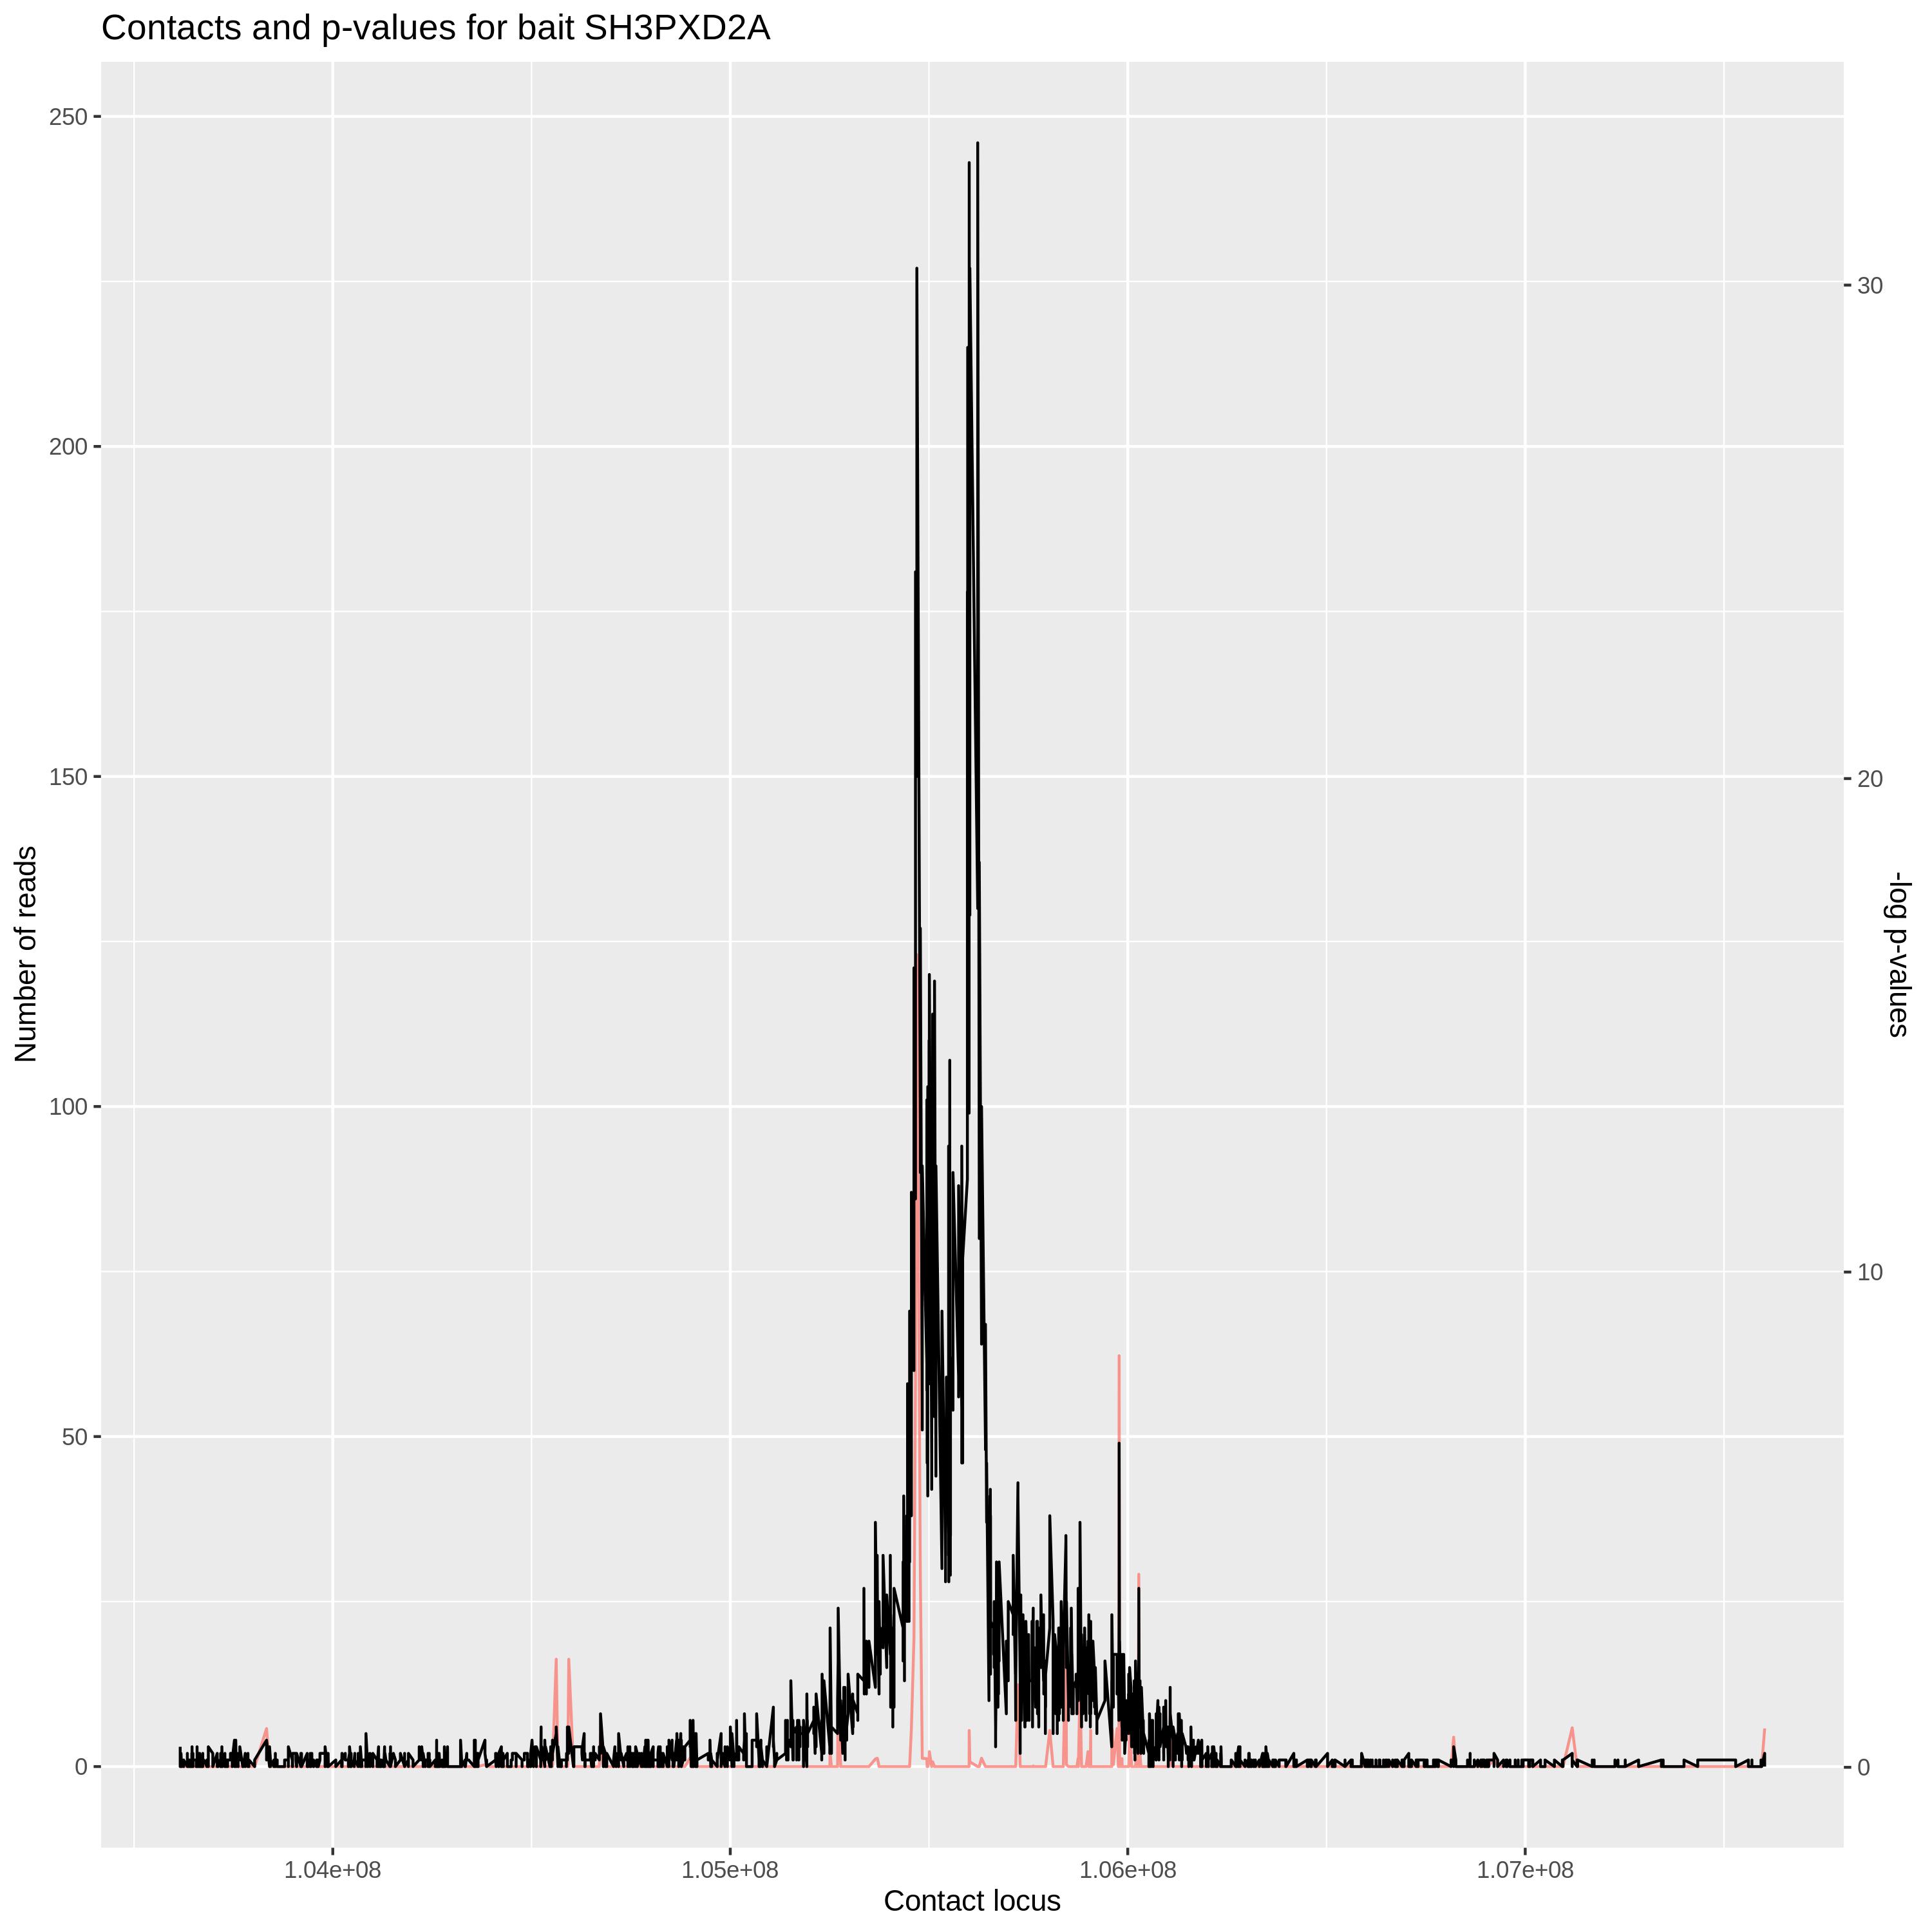 Contacts and p-values for bait SH3PXD2A
250
200
150
100
50
0
Number of reads
30
20
10
0
-log p-values
1.04e+08
1.05e+08
1.06e+08
1.07e+08
Contact locus